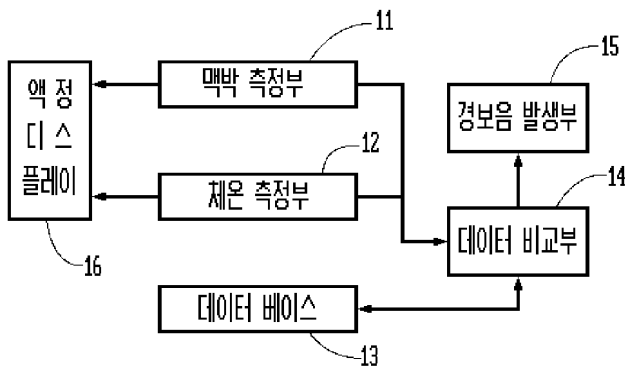 11
맥박 측정부
15
경보음 발생부
액 정
디 스
플레이
12
체온 측정부
14
데이터 비교부
16
데이터 베이스
13